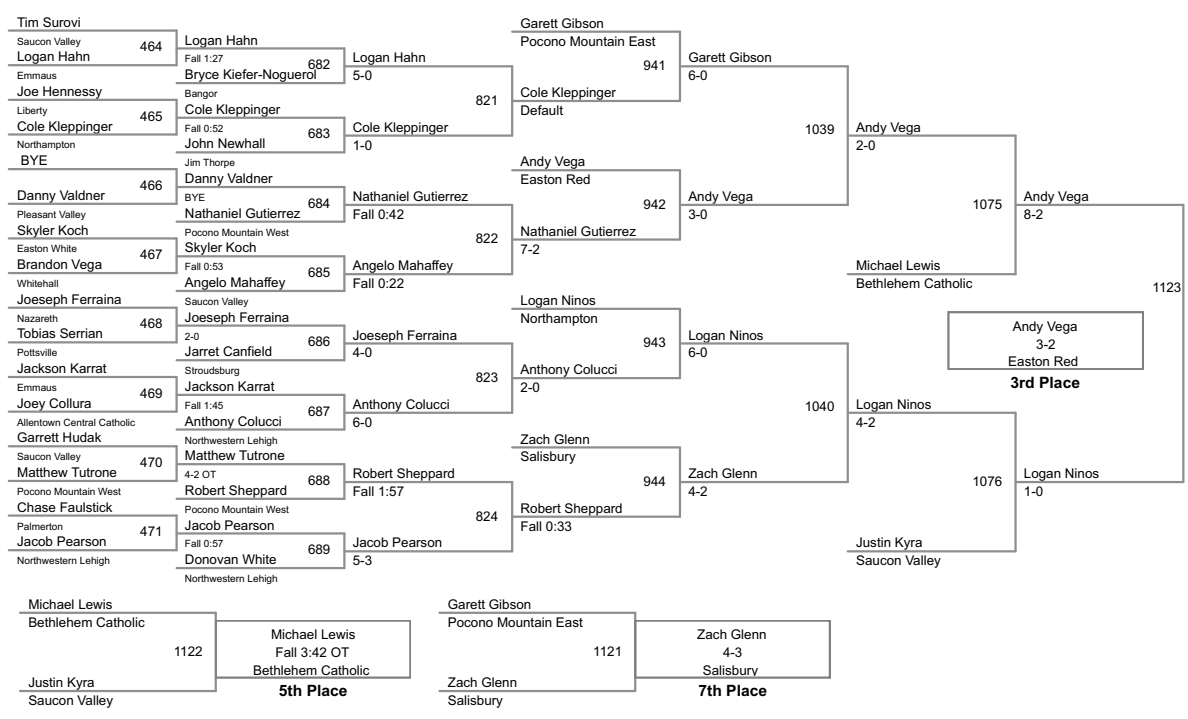 Tim Surovi
Saucon Valley
464
Logan Hahn
Emmaus
Joe Hennessy
Liberty
465
Cole Kleppinger
Northampton
BYE
466
Danny Valdner
Pleasant Valley
Skyler Koch
Easton White
467
Brandon Vega
Whitehall
Joeseph Ferraina
Nazareth
468
Tobias Serrian
Pottsville
Jackson Karrat
Emmaus
469
Joey Collura
Allentown Central Catholic
Garrett Hudak
Saucon Valley
470
Matthew Tutrone
Pocono Mountain West
Chase Faulstick
Palmerton
471
Jacob Pearson
Northwestern Lehigh
Logan Hahn
Fall 1:27
682
Bryce Kiefer-Noguerol
Bangor
Cole Kleppinger
Fall 0:52
683
John Newhall
Jim Thorpe
Danny Valdner
BYE
684
Nathaniel Gutierrez
Pocono Mountain West
Skyler Koch
Fall 0:53
685
Angelo Mahaffey
Saucon Valley
Joeseph Ferraina
2-0
686
Jarret Canfield
Stroudsburg
Jackson Karrat
Fall 1:45
687
Anthony Colucci
Northwestern Lehigh
Matthew Tutrone
4-2 OT
688
Robert Sheppard
Pocono Mountain West
Jacob Pearson
Fall 0:57
689
Donovan White
Northwestern Lehigh
Logan Hahn
5-0
821
Cole Kleppinger
1-0
Nathaniel Gutierrez
Fall 0:42
822
Angelo Mahaffey
Fall 0:22
Joeseph Ferraina
4-0
823
Anthony Colucci
6-0
Robert Sheppard
Fall 1:57
824
Jacob Pearson
5-3
Garett Gibson
Pocono Mountain East
941
Cole Kleppinger
Default
Andy Vega
Easton Red
942
Nathaniel Gutierrez
7-2
Logan Ninos
Northampton
943
Anthony Colucci
2-0
Zach Glenn
Salisbury
944
Robert Sheppard
Fall 0:33
Garett Gibson
6-0
1039
Andy Vega
3-0
Logan Ninos
6-0
1040
Zach Glenn
4-2
Andy Vega
2-0
1075
Michael Lewis
Bethlehem Catholic
Logan Ninos
4-2
1076
Justin Kyra
Saucon Valley
Andy Vega
8-2
1123
Logan Ninos
1-0
Andy Vega
3-2
Easton Red
3rd Place
Michael Lewis
Bethlehem Catholic
1122
Justin Kyra
Saucon Valley
Michael Lewis
Fall 3:42 OT
Bethlehem Catholic
5th Place
Garett Gibson
Pocono Mountain East
1121
Zach Glenn
Salisbury
Zach Glenn
4-3
Salisbury
7th Place